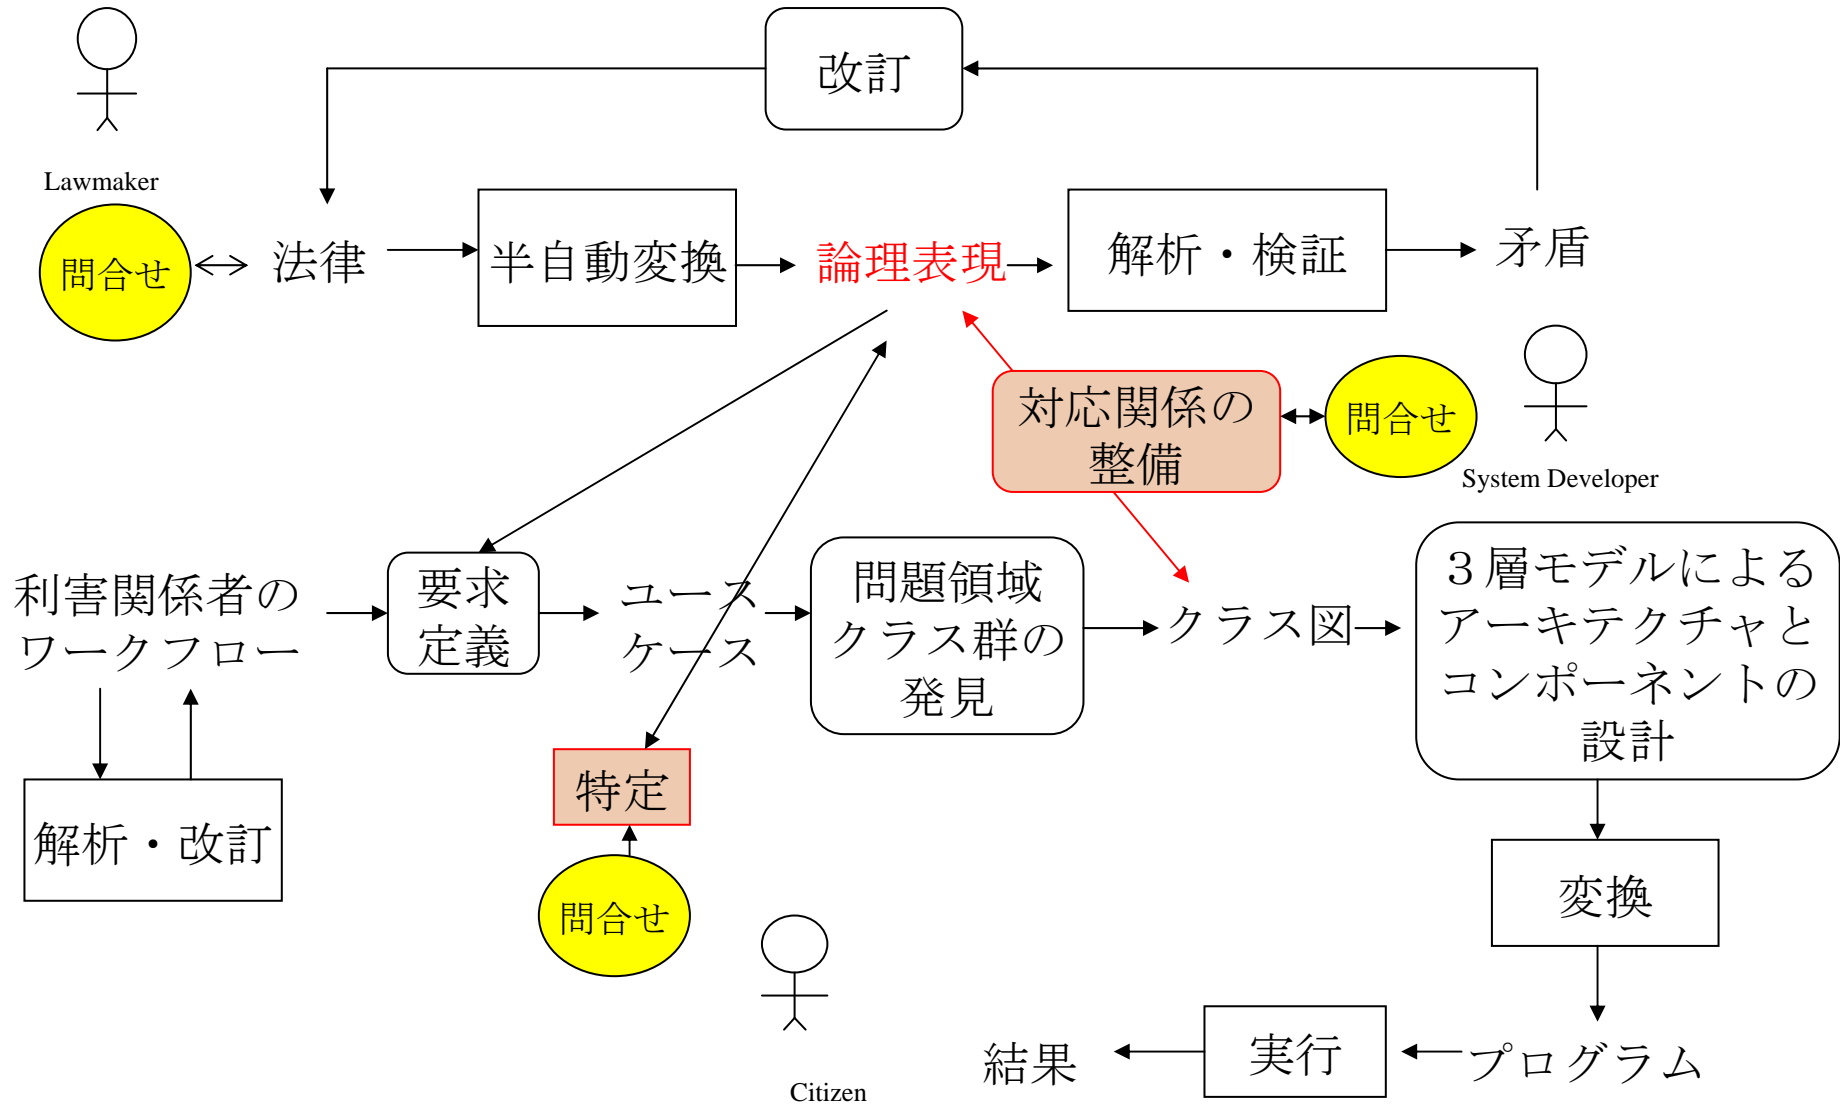 改訂
Lawmaker
問合せ
法律
半自動変換
論理表現
解析・検証
矛盾
対応関係の
整備
問合せ
System Developer
利害関係者の
ワークフロー
要求
定義
ユース
ケース
問題領域
クラス群の
発見
クラス図
３層モデルによる
アーキテクチャと
コンポーネントの
設計
解析・改訂
特定
問合せ
変換
Citizen
結果
実行
プログラム